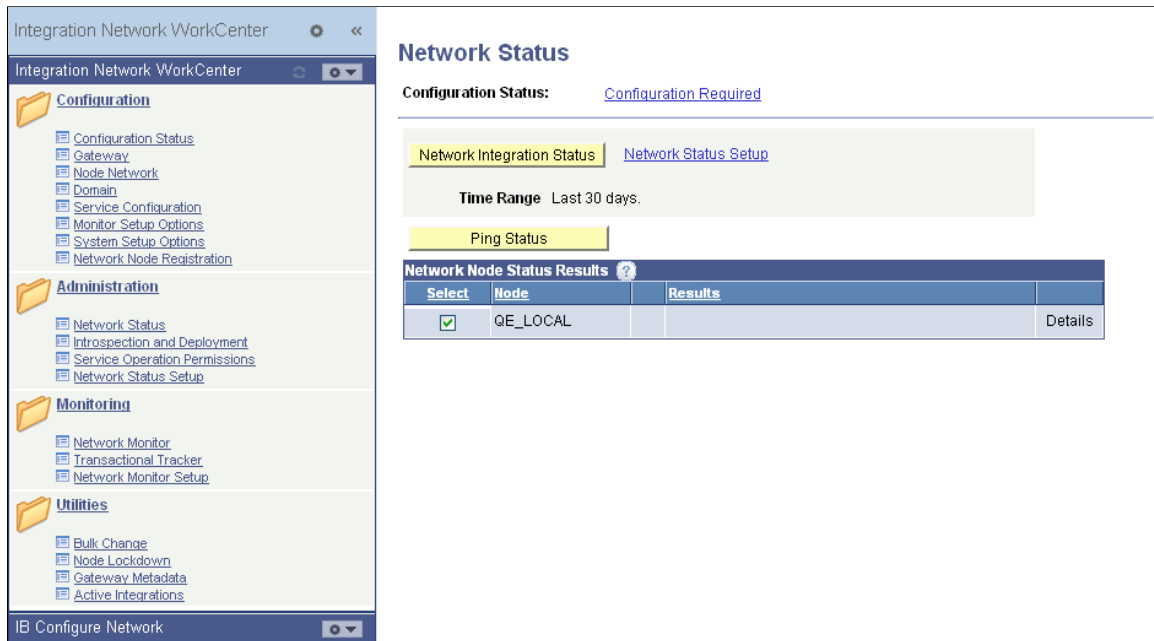 Integration Network WorkCenter
«
Integration Network WorkCenter
Configuration
Configuration Status
Gateway
Node Network
Domain
Service Configuration
Monitor Setup Options
System Setup Options
Network Node Registration
Administration
Network Status
Introspection and Deployment
Service Operation Permissions
Network Status Setup
Monitoring
Network Monitor
Transactional Tracker
Network Monitor Setup
Utilities
Bulk Change
Node Lockdown
Gateway Metadata
Active Integrations
IB Configure Network
Network Status
Configuration Status: Configuration Required
Network Integration Status Network Status Setup
Time Range Last 30 days.
Ping Status
Network Node Status Results ?
Select Node Results
QE_LOCAL Details